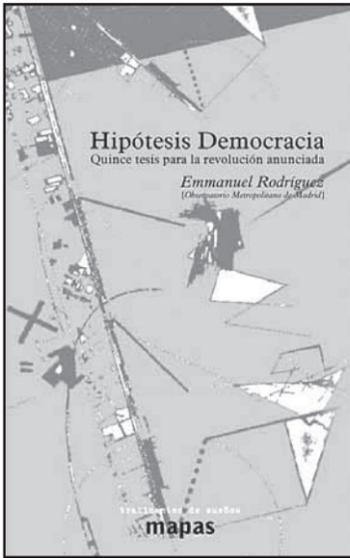 Hipótesis Democracia
Quince tesis para la revolución anunciada
Emmanuel Rodríguez
[Observatorio Metropolitano de Madrid]
traficantes de sueños
mapas